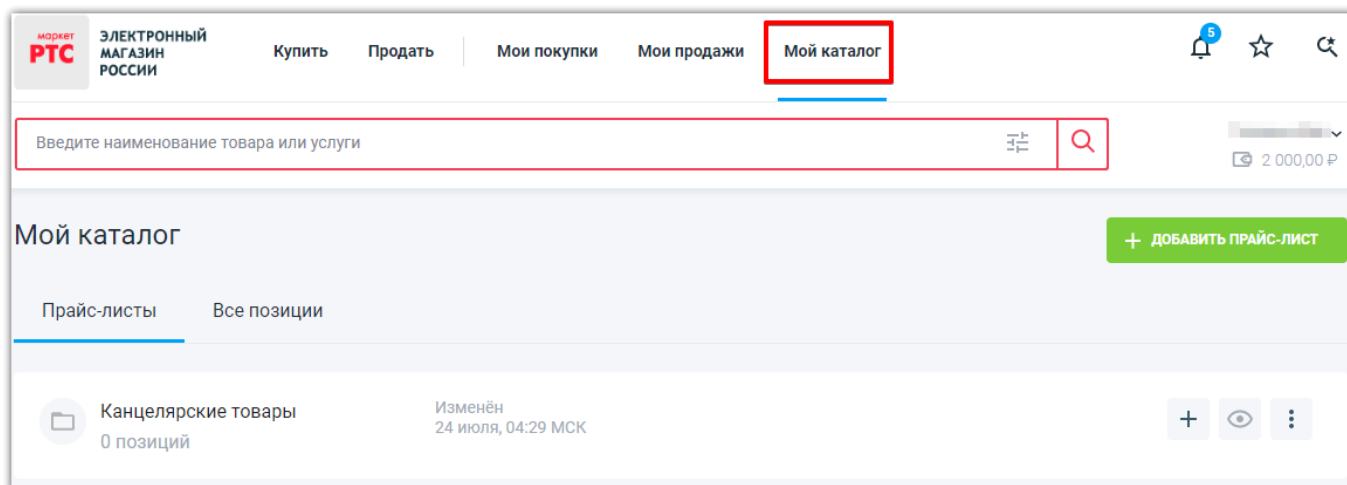 маркет
РТС
ЭЛЕКТРОННЫЙ
МАГАЗИН
РОССИИ
Купить
Продать
Мои покупки
Мои продажи
Мой каталог
5
Введите наименование товара или услуги
2 000,00 ₽
Мой каталог
+ ДОБАВИТЬ ПРАЙС-ЛИСТ
Прайс-листы
Все позиции
Канцелярские товары
0 позиций
Изменён
24 июля, 04:29 МСК